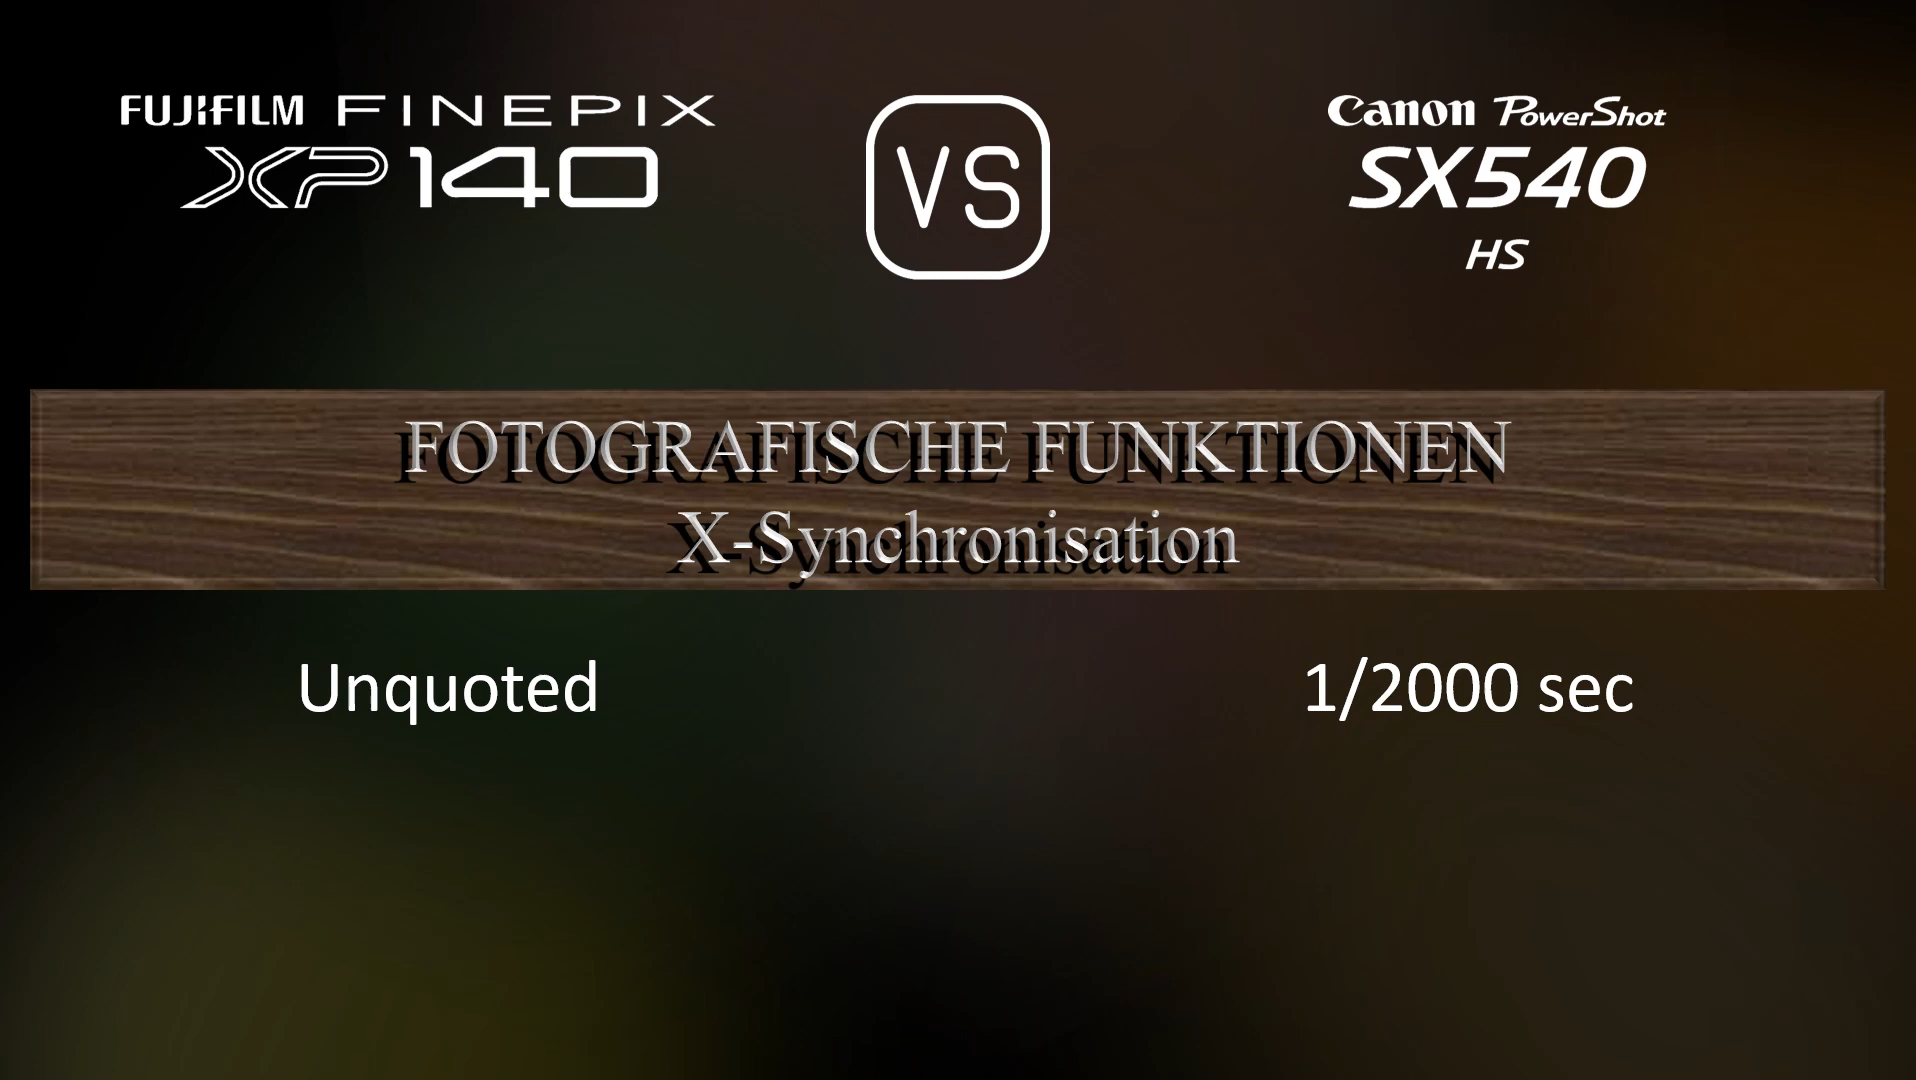 FUJIFILM FINEPIX
XP140
VS
Canon PowerShot
SX540
HS
FOTOGRAFISCHE FUNKTIONEN
X-Synchronisation
Unquoted
1/2000 sec